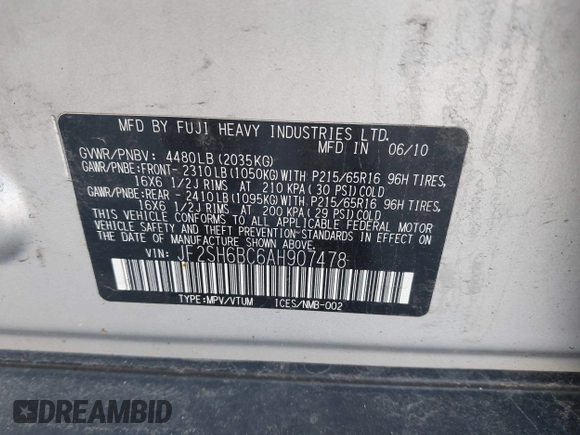 MFD BY FUJI HEAVY INDUSTRIES LTD.
MFD IN 06/10
GVWR/PNBV: 4480LB (2035KG)
GAWR/PNBE: FRONT- 2310LB (1050KG) WITH P215/65R16 96H TIRES,
16X6 1/2J RIMS AT 210 KPA (30 PSI) COLD
GAWR/PNBE: REAR - 2410LB (1095KG) WITH P215/65R16 96H TIRES,
16X6 1/2J RIMS AT 200 KPA (29 PSI) COLD
THIS VEHICLE CONFORMS TO ALL APPLICABLE FEDERAL MOTOR
VEHICLE SAFETY AND THEFT PREVENTION STANDARDS IN EFFECT
ON THE DATE OF MANUFACTURE SHOWN ABOVE.
VIN: JF2SH6BC6AH907478
TYPE: MPV/VTUM ICES/NMB-002
DREAMBID